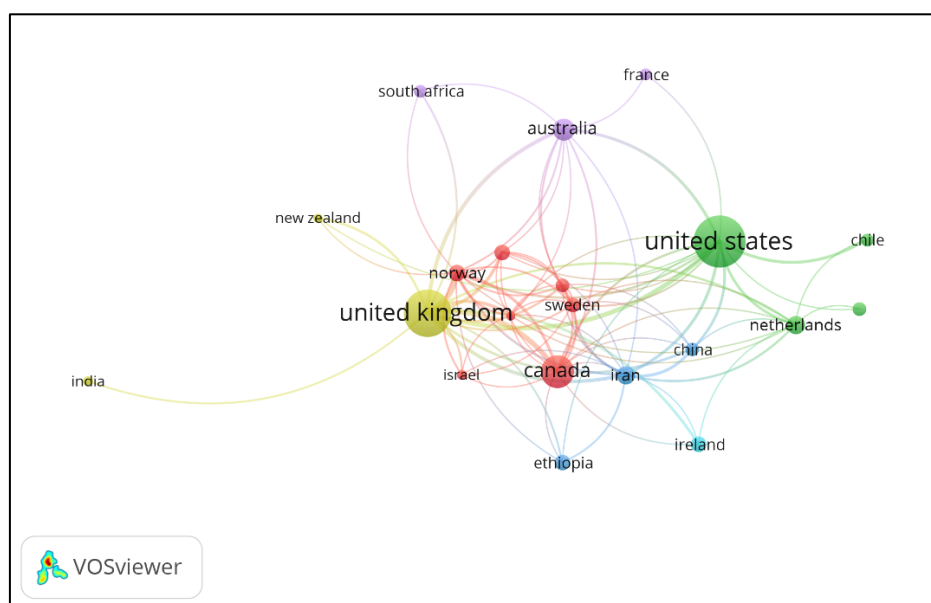 france
south africa
australia
new zealand
united states
chile
norway
sweden
united kingdom
netherlands
china
israel
canada
iran
india
ireland
ethiopia
VOSviewer